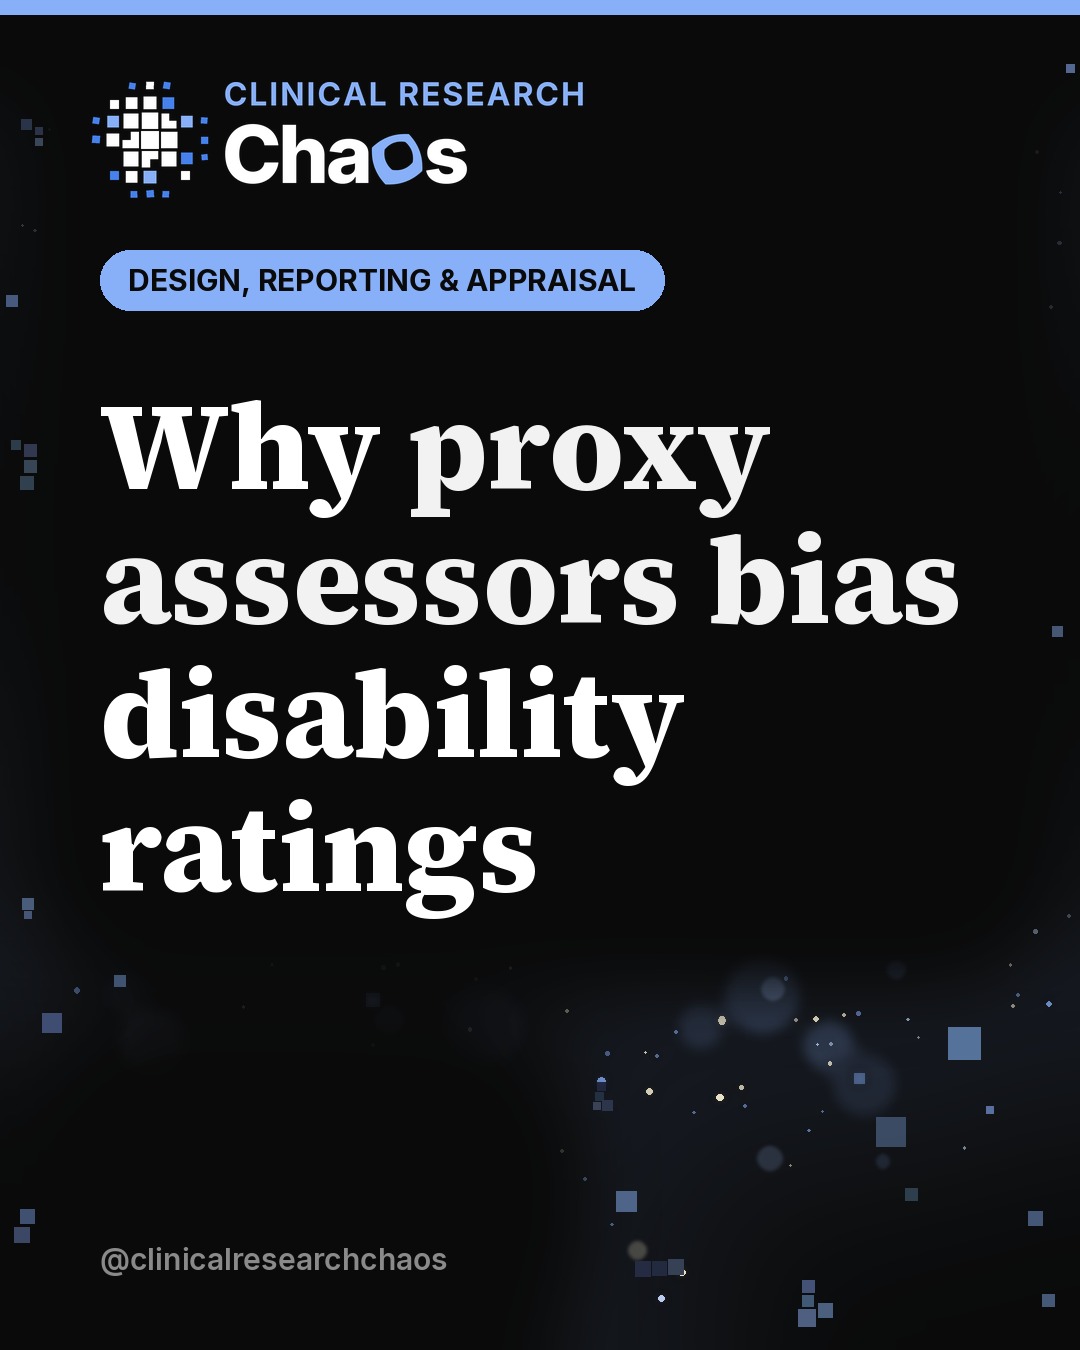 CLINICAL RESEARCH
Chaos
DESIGN, REPORTING & APPRAISAL
Why proxy
assessors bias
disability
ratings
@clinicalresearchchaos